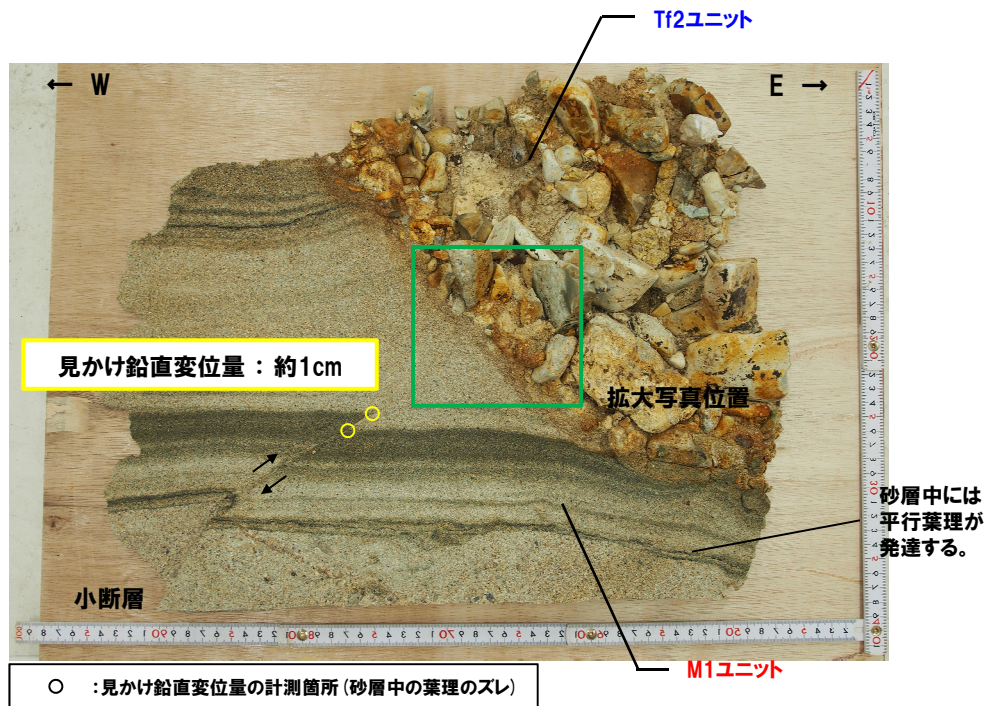 Tf2ユニット
← W
E →
見かけ鉛直変位量 : 約1cm
拡大写真位置
砂層中には
平行葉理が
発達する。
小断層
M1ユニット
○ :見かけ鉛直変位量の計測箇所(砂層中の葉理のズレ)